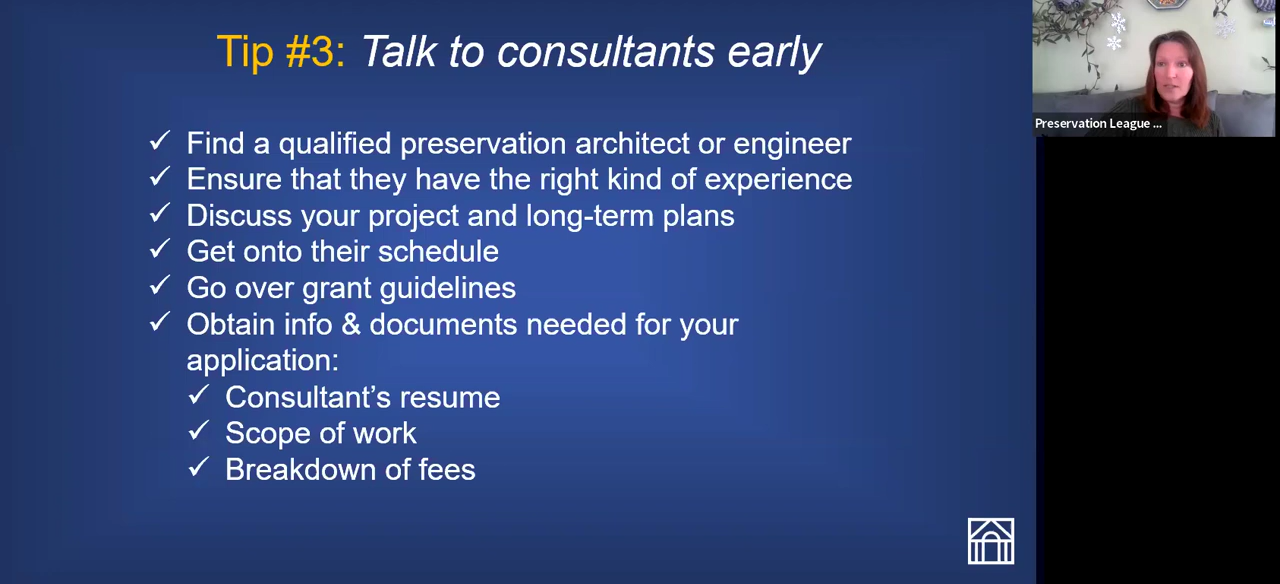 Tip #3: Talk to consultants early
✓ Find a qualified preservation architect or engineer
✓ Ensure that they have the right kind of experience
✓ Discuss your project and long-term plans
✓ Get onto their schedule
✓ Go over grant guidelines
✓ Obtain info & documents needed for your
application:
✓ Consultant’s resume
✓ Scope of work
✓ Breakdown of fees
Preservation League ...